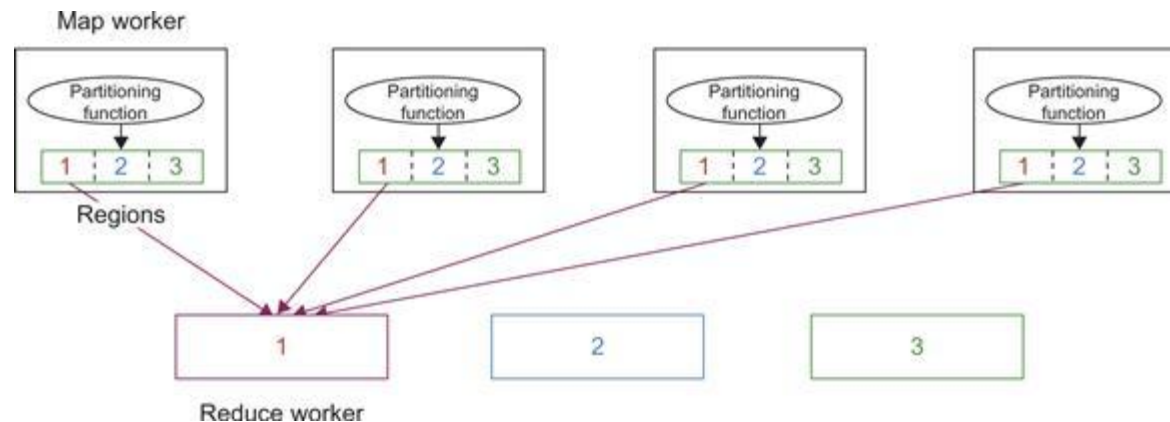 Map worker
Partitioning
function
1 2 3
Partitioning
function
1 2 3
Partitioning
function
1 2 3
Partitioning
function
1 2 3
Regions
1
2
3
Reduce worker